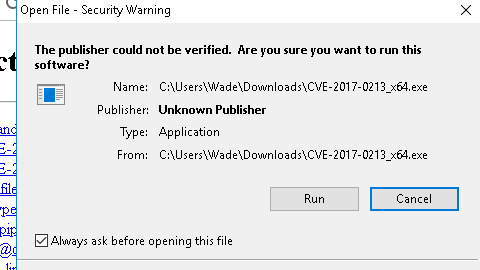 Open File - Security Warning
The publisher could not be verified. Are you sure you want to run this
software?
Name: C:\Users\Wade\Downloads\CVE-2017-0213_x64.exe
Publisher: Unknown Publisher
Type: Application
From: C:\Users\Wade\Downloads\CVE-2017-0213_x64.exe
Run Cancel
Always ask before opening this file